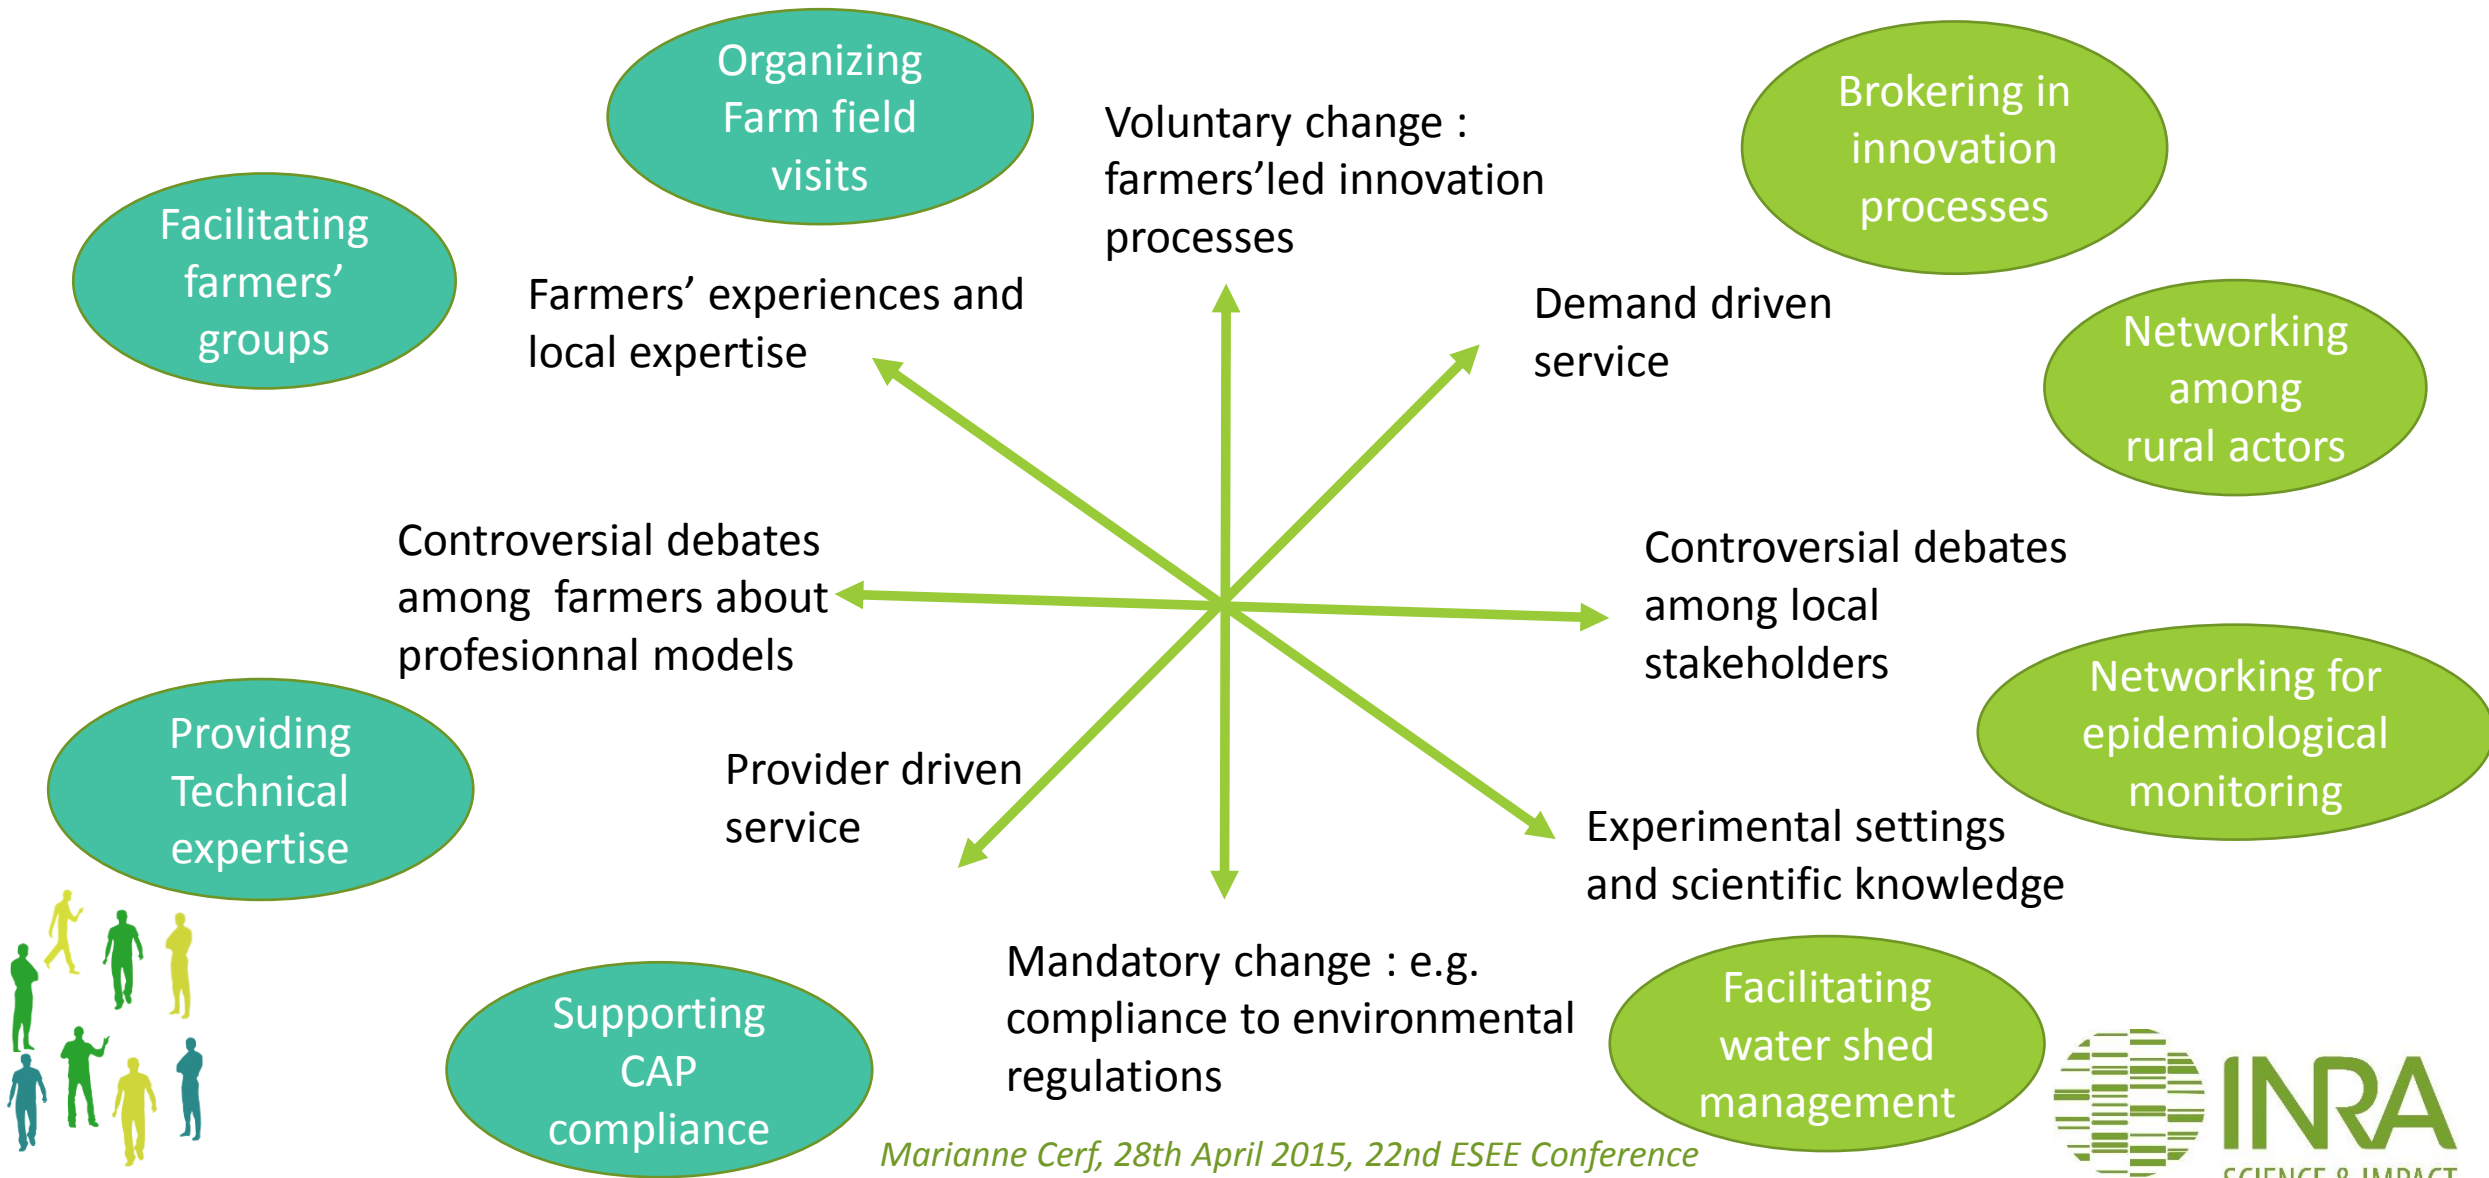 Organizing
Farm field
visits
Brokering in
innovation
processes
Voluntary change :
farmers'led innovation
processes
Facilitating
farmers'
groups
Farmers' experiences and
local expertise
Demand driven
service
Networking
among
rural actors
Controversial debates
among  farmers about
profesionnal models
Controversial debates
among local
stakeholders
Networking for
epidemiological
monitoring
Providing
Technical
expertise
Provider driven
service
Experimental settings
and scientific knowledge
Mandatory change : e.g.
compliance to environmental
regulations
Supporting
CAP
compliance
Facilitating
water shed
management
Marianne Cerf, 28th April 2015, 22nd ESEE Conference
INRA
SCIENCE & IMPACT